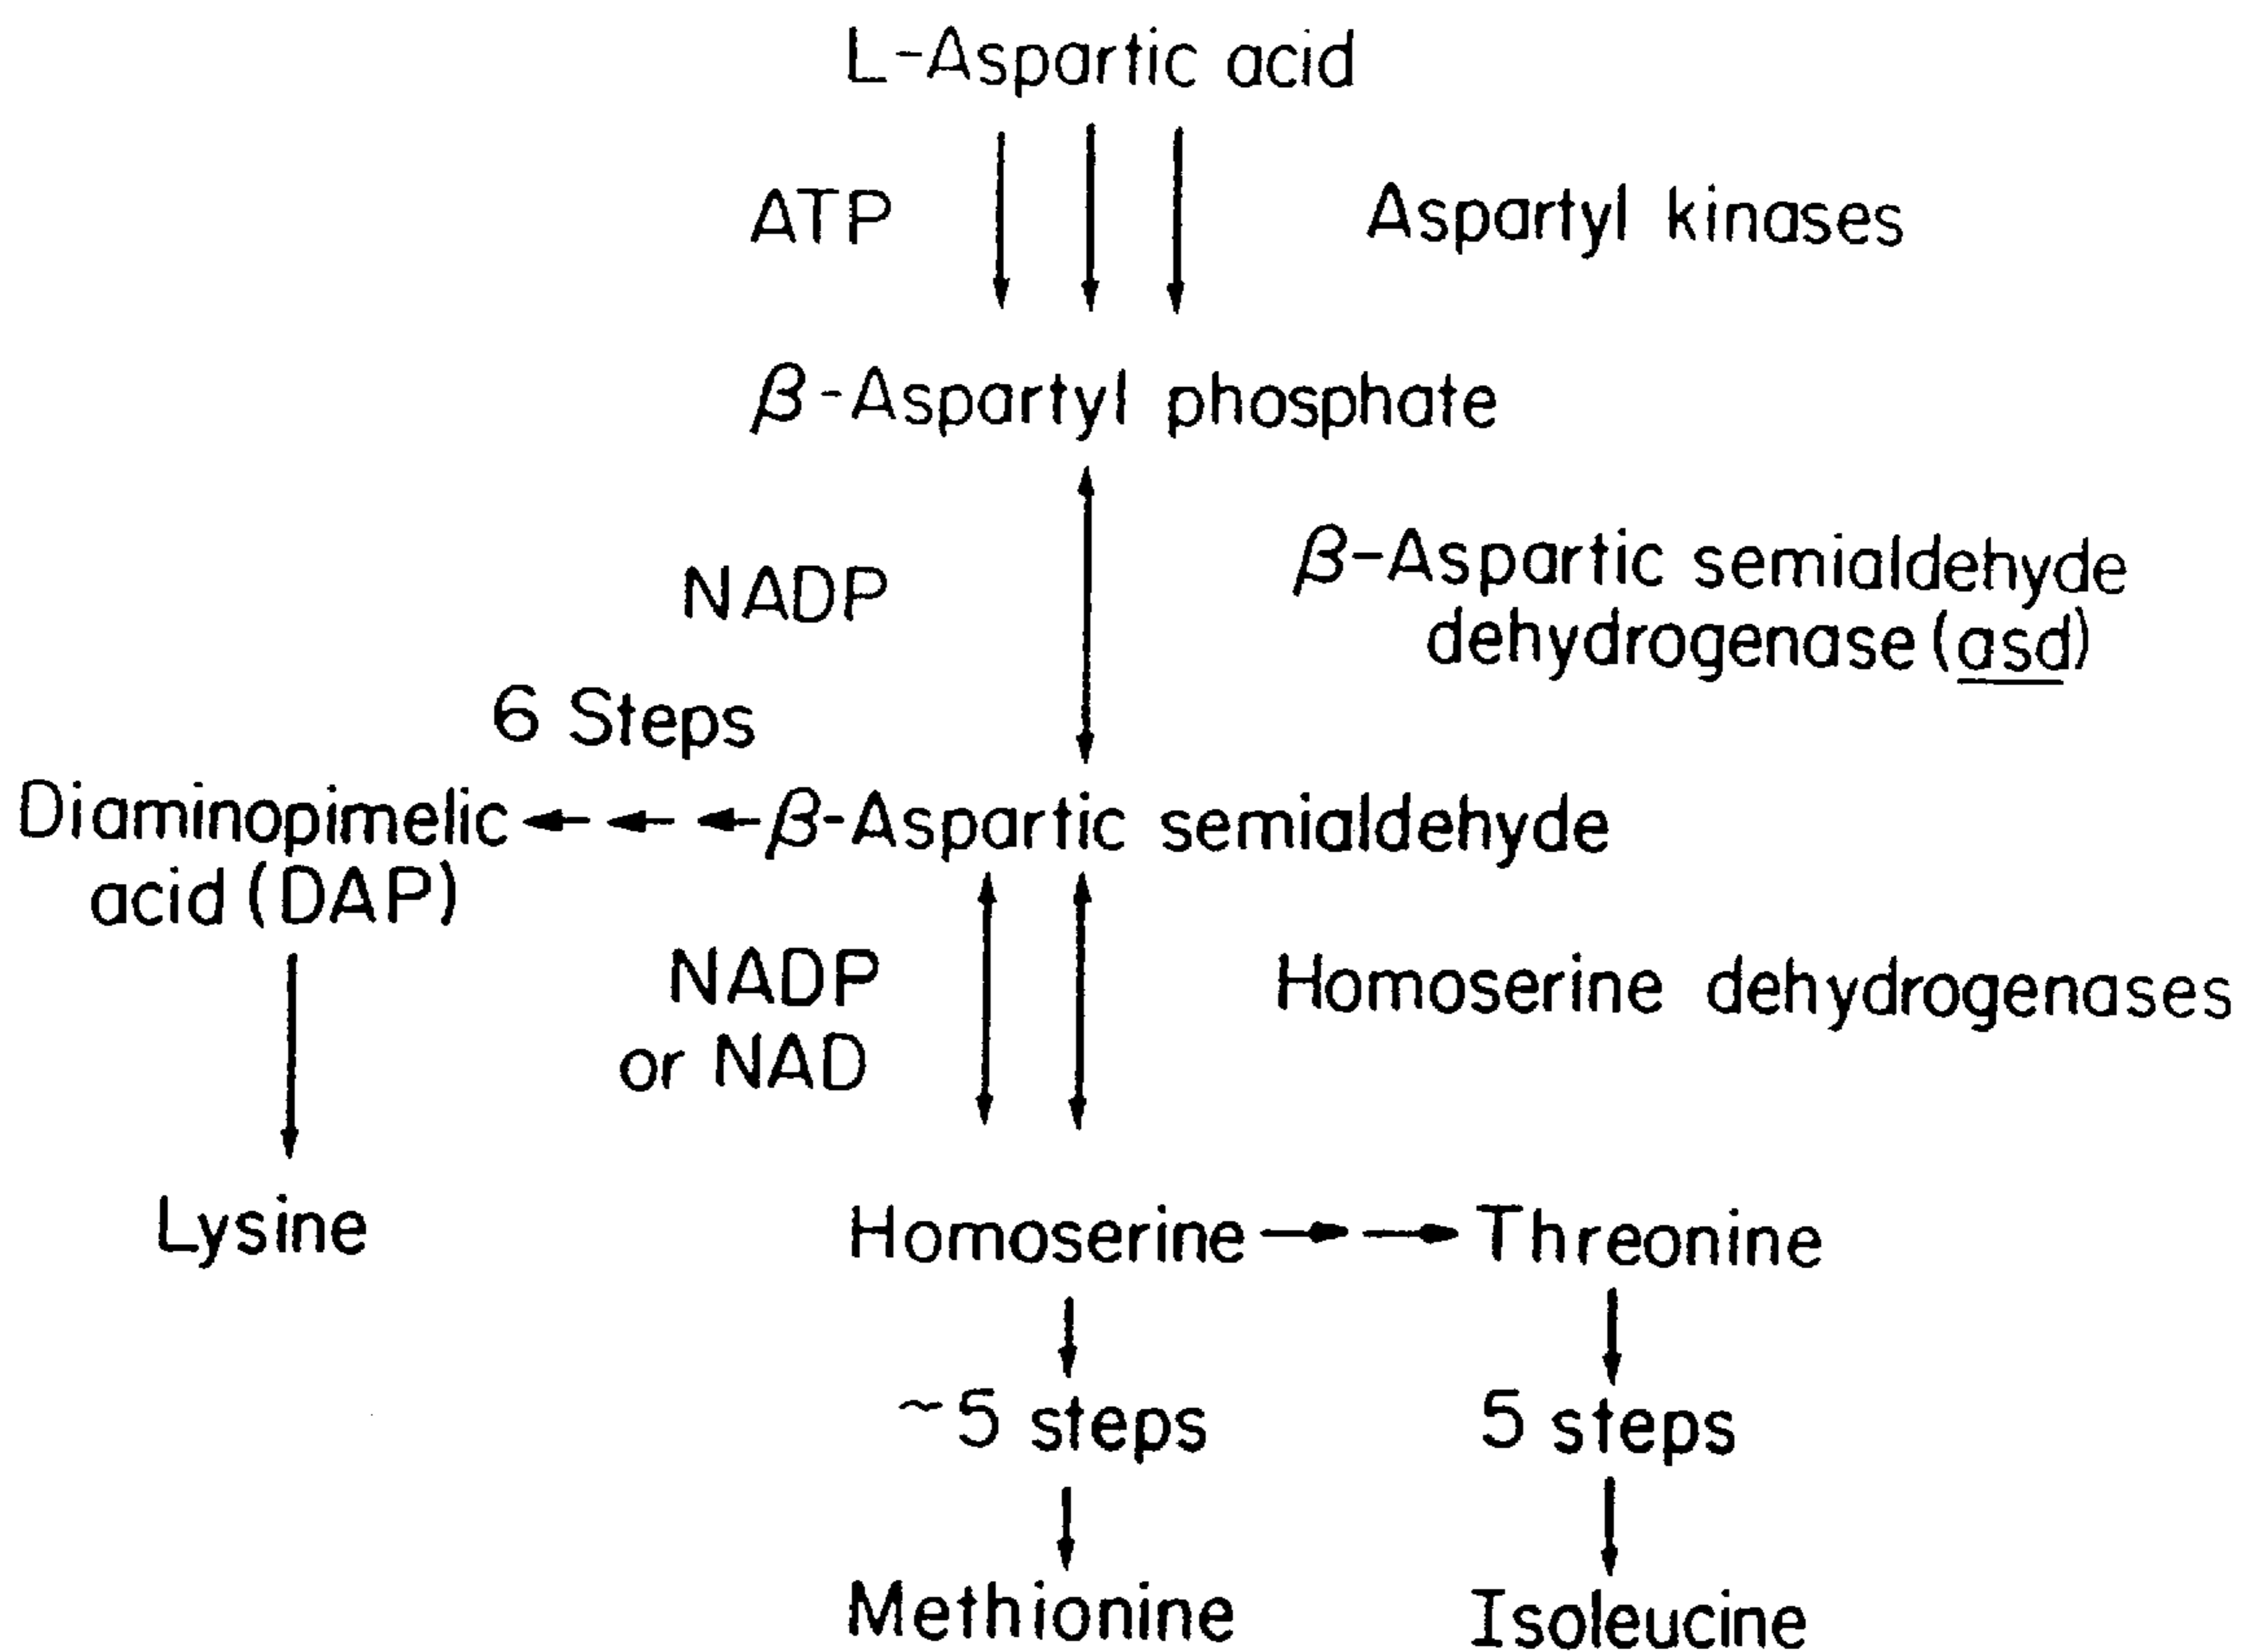 L-Aspartic acid
ATP
Aspartyl kinases
β-Aspartyl phosphate
NADP
β-Aspartic semialdehyde
dehydrogenase (asd)
6 Steps
Diaminopimelic
acid (DAP)
β-Aspartic semialdehyde
NADP
or NAD
Homoserine dehydrogenases
Lysine
Homoserine
Threonine
~5 steps
5 steps
Methionine
Isoleucine